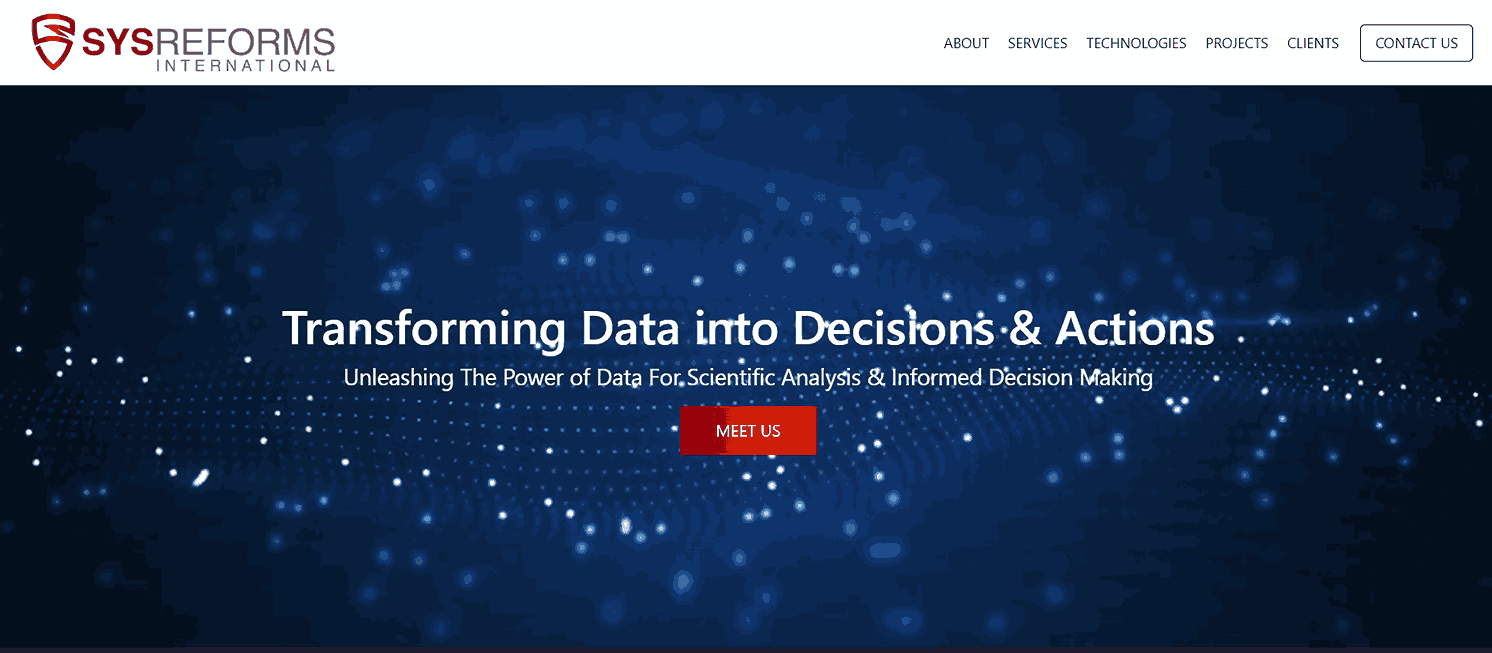 SYSREFORMS
INTERNATIONAL
ABOUT SERVICES TECHNOLOGIES PROJECTS CLIENTS CONTACT US
Transforming Data into Decisions & Actions
Unleashing The Power of Data For Scientific Analysis & Informed Decision Making
MEET US